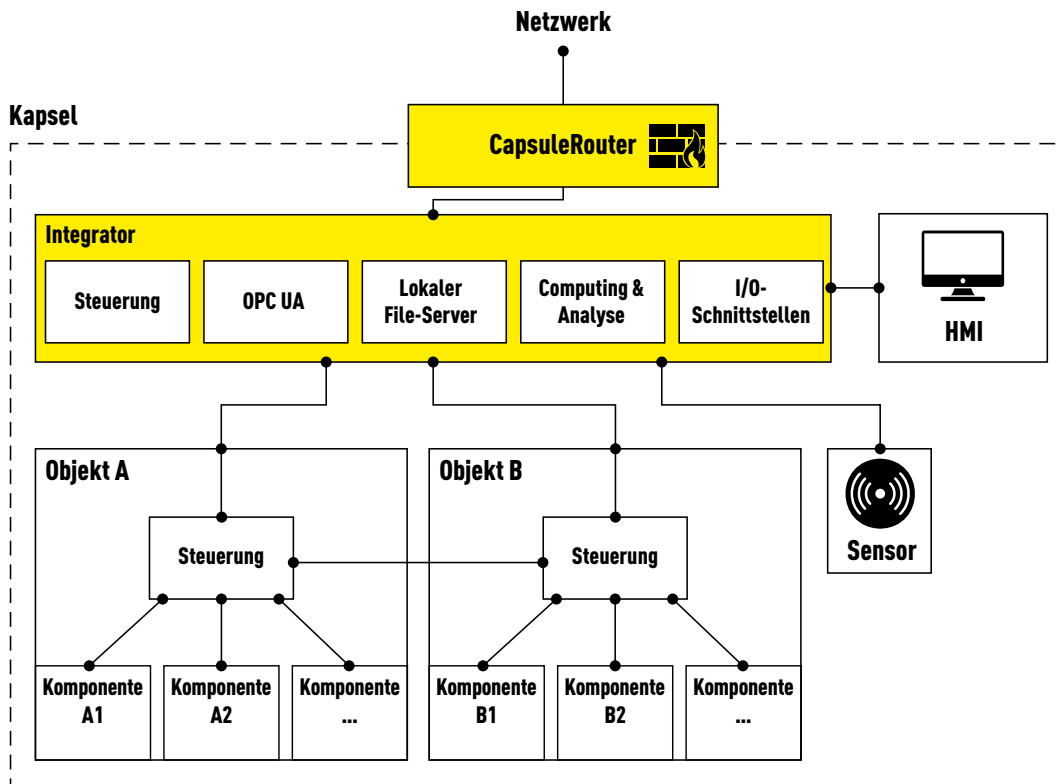 Netzwerk
Kapsel
CapsuleRouter
Integrator
Steuerung
OPC UA
Lokaler
File-Server
Computing &
Analyse
I/O-
Schnittstellen
HMI
Objekt A
Objekt B
Steuerung
Steuerung
Sensor
Komponente
A1
Komponente
A2
Komponente
...
Komponente
B1
Komponente
B2
Komponente
...